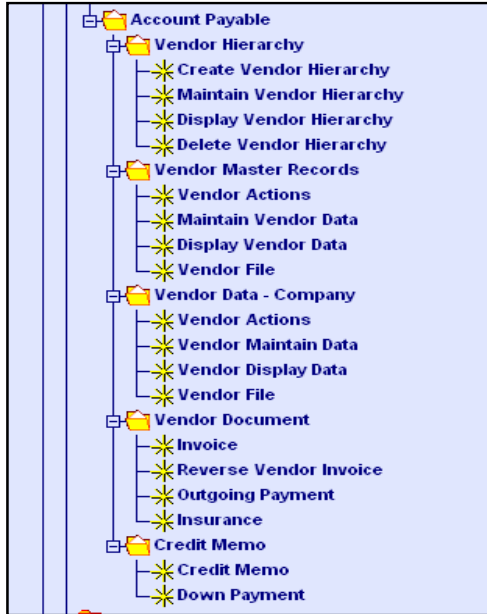 Account Payable
Vendor Hierarchy
Create Vendor Hierarchy
Maintain Vendor Hierarchy
Display Vendor Hierarchy
Delete Vendor Hierarchy
Vendor Master Records
Vendor Actions
Maintain Vendor Data
Display Vendor Data
Vendor File
Vendor Data - Company
Vendor Actions
Vendor Maintain Data
Vendor Display Data
Vendor File
Vendor Document
Invoice
Reverse Vendor Invoice
Outgoing Payment
Insurance
Credit Memo
Credit Memo
Down Payment